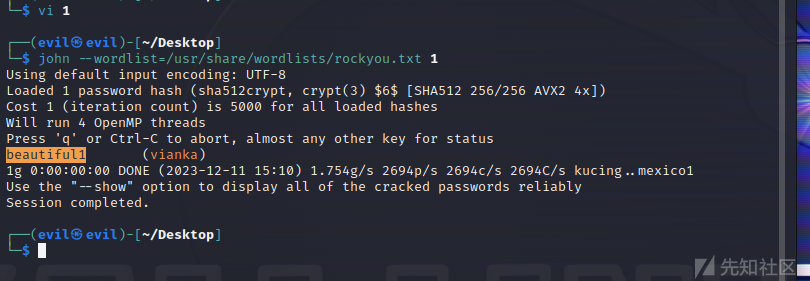 └─$ vi 1
┌──(evil㉿evil)-[~/Desktop]
└─$ john --wordlist=/usr/share/wordlists/rockyou.txt 1
Using default input encoding: UTF-8
Loaded 1 password hash (sha512crypt, crypt(3) $6$ [SHA512 256/256 AVX2 4x])
Cost 1 (iteration count) is 5000 for all loaded hashes
Will run 4 OpenMP threads
Press 'q' or Ctrl-C to abort, almost any other key for status
beautiful1       (vianka)
1g 0:00:00:00 DONE (2023-12-11 15:10) 1.754g/s 2694p/s 2694c/s 2694C/s kucing..mexico1
Use the "--show" option to display all of the cracked passwords reliably
Session completed.
┌──(evil㉿evil)-[~/Desktop]
└─$
先知社区